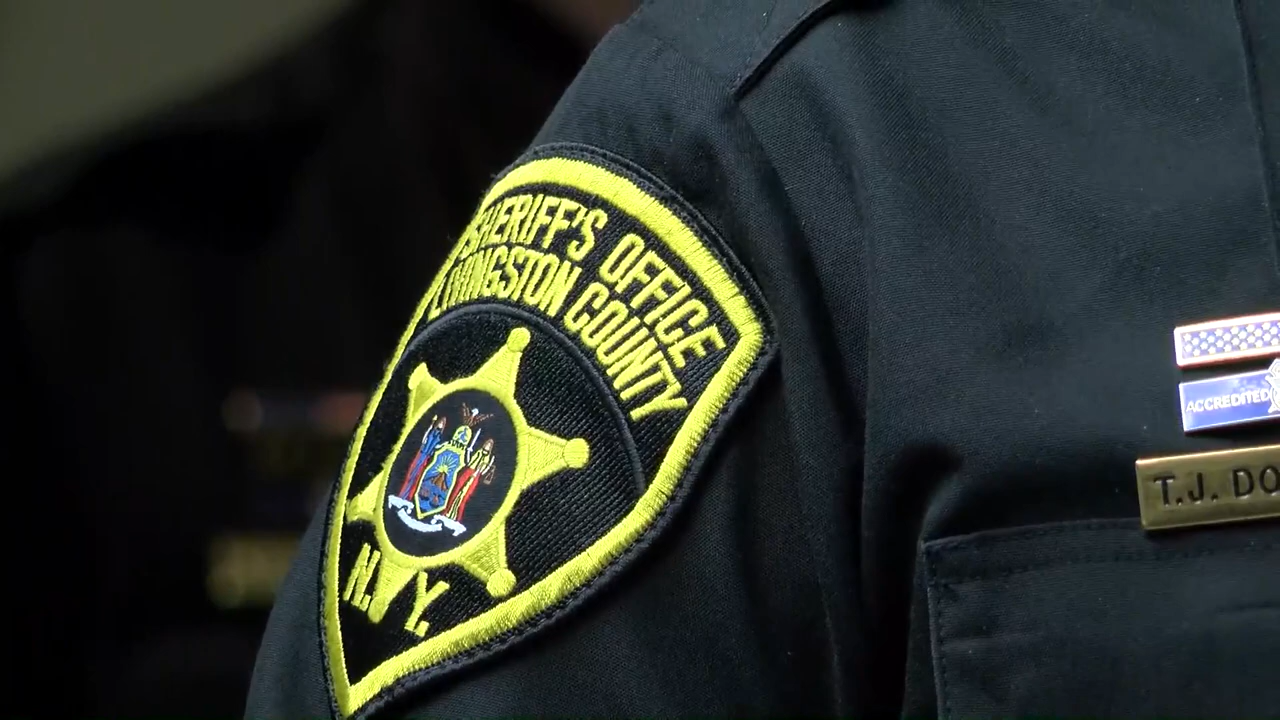 SHERIFF'S OFFICE
LIVINGSTON COUNTY
N.Y.
ACCREDITED
T.J. DO